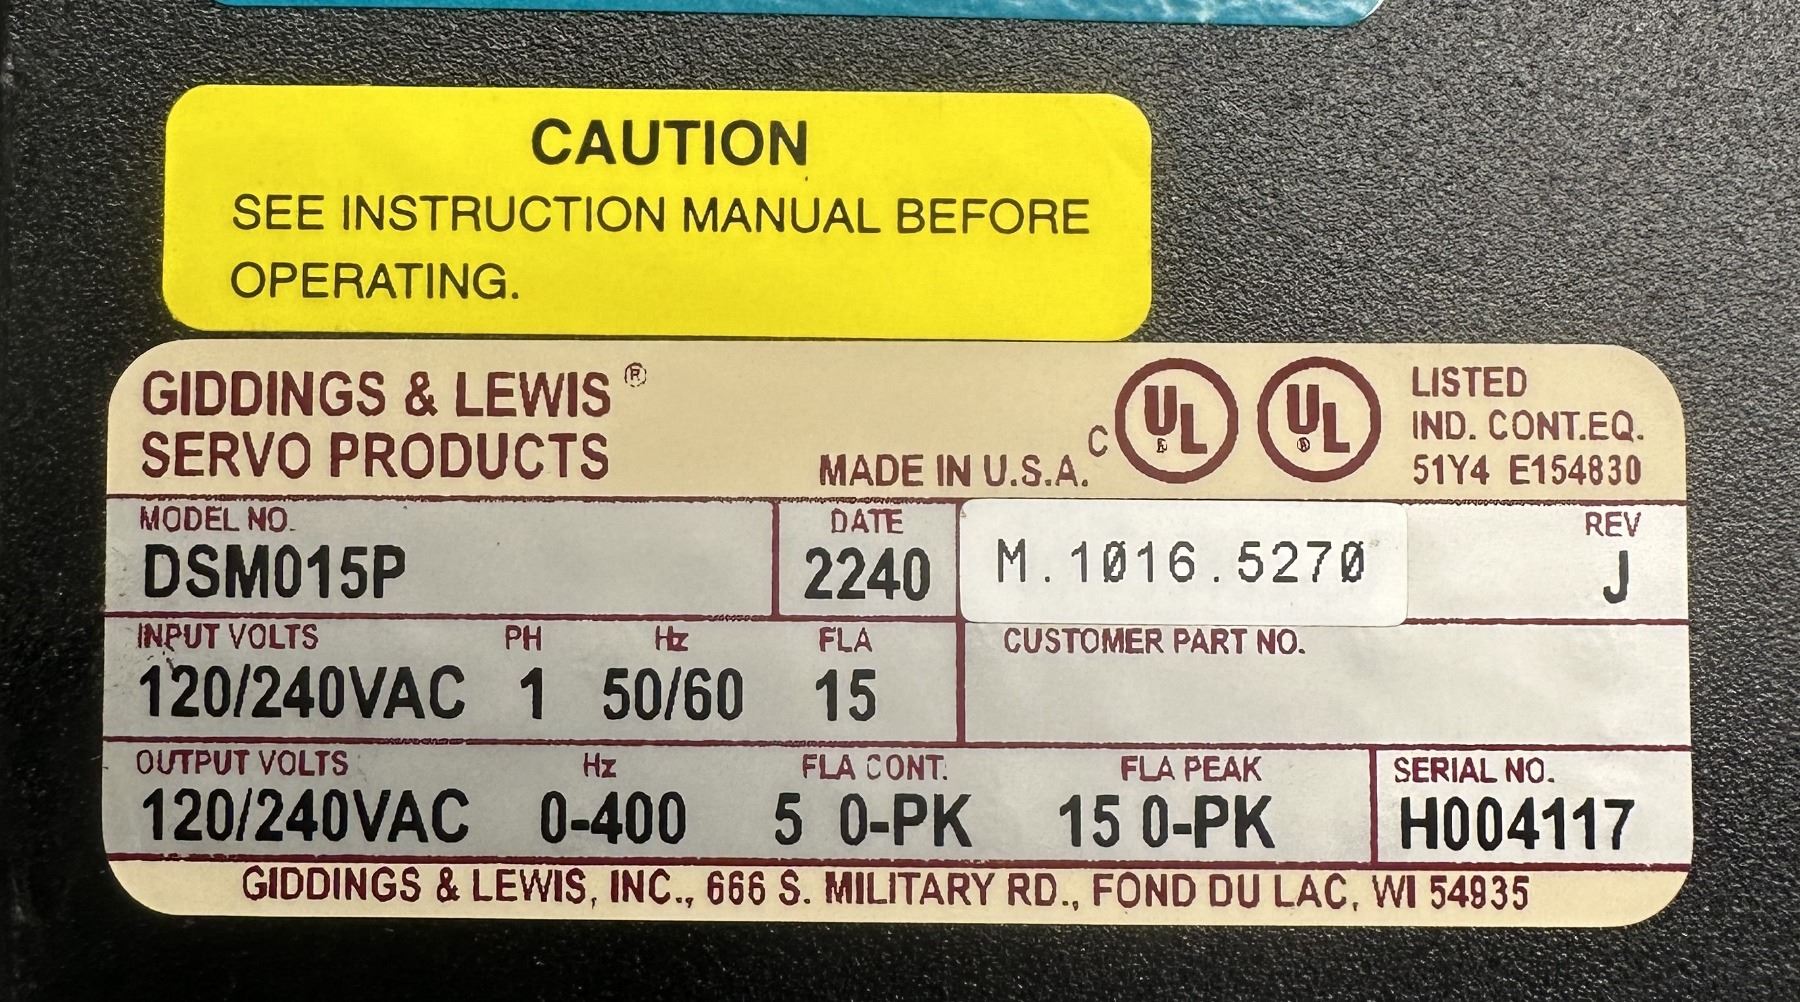 CAUTION
SEE INSTRUCTION MANUAL BEFORE
OPERATING.
GIDDINGS & LEWIS ®
SERVO PRODUCTS
MADE IN U.S.A.
C UL UL
LISTED
IND. CONT.EQ.
51Y4 E154830
MODEL NO. DATE REV
DSM015P 2240 M.1016.5270 J
INPUT VOLTS PH Hz FLA CUSTOMER PART NO.
120/240VAC 1 50/60 15
OUTPUT VOLTS Hz FLA CONT. FLA PEAK SERIAL NO.
120/240VAC 0-400 5 0-PK 15 0-PK H004117
GIDDINGS & LEWIS, INC., 666 S. MILITARY RD., FOND DU LAC, WI 54935